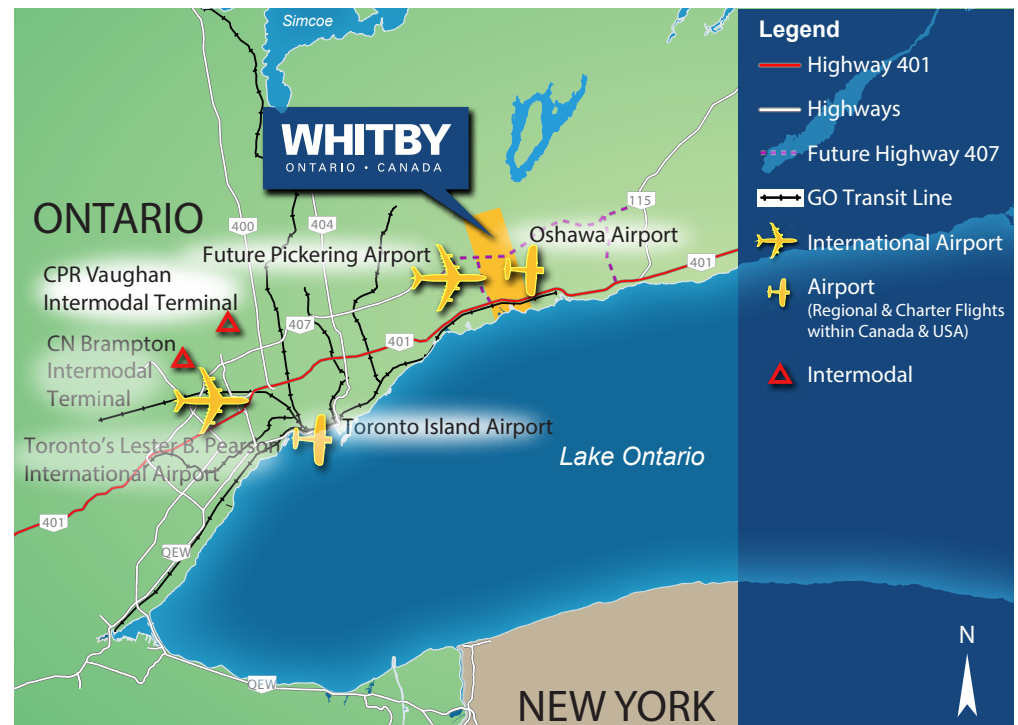 Simcoe
Legend
Highway 401
Highways
Future Highway 407
GO Transit Line
International Airport
Airport
(Regional & Charter Flights
within Canada & USA)
Intermodal
N
WHITBY
ONTARIO • CANADA
ONTARIO
400
404
115
Future Pickering Airport
Oshawa Airport
401
CPR Vaughan
Intermodal Terminal
407
401
CN Brampton
Intermodal
Terminal
Toronto Island Airport
Toronto's Lester B. Pearson
International Airport
Lake Ontario
401
QEW
QEW
NEW YORK